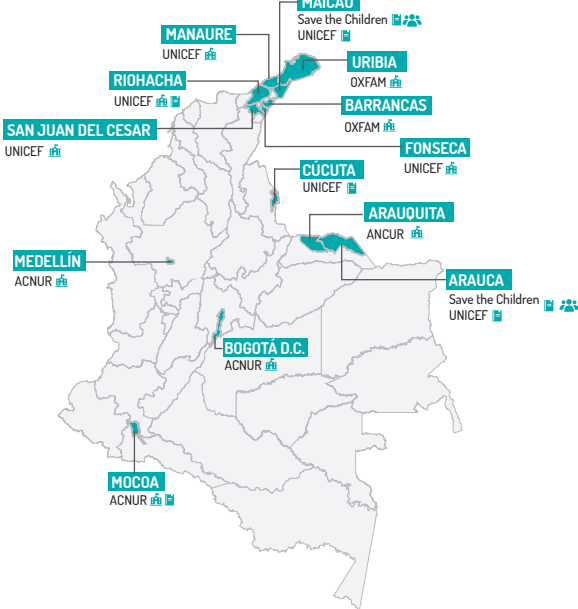 MAICAO
Save the Children
UNICEF
MANAURE
UNICEF
URIBIA
OXFAM
RIOHACHA
UNICEF
BARRANCAS
OXFAM
SAN JUAN DEL CESAR
UNICEF
FONSECA
UNICEF
CÚCUTA
UNICEF
ARAUQUITA
ANCUR
MEDELLÍN
ACNUR
ARAUCA
Save the Children
UNICEF
BOGOTÁ D.C.
ACNUR
MOCOA
ACNUR